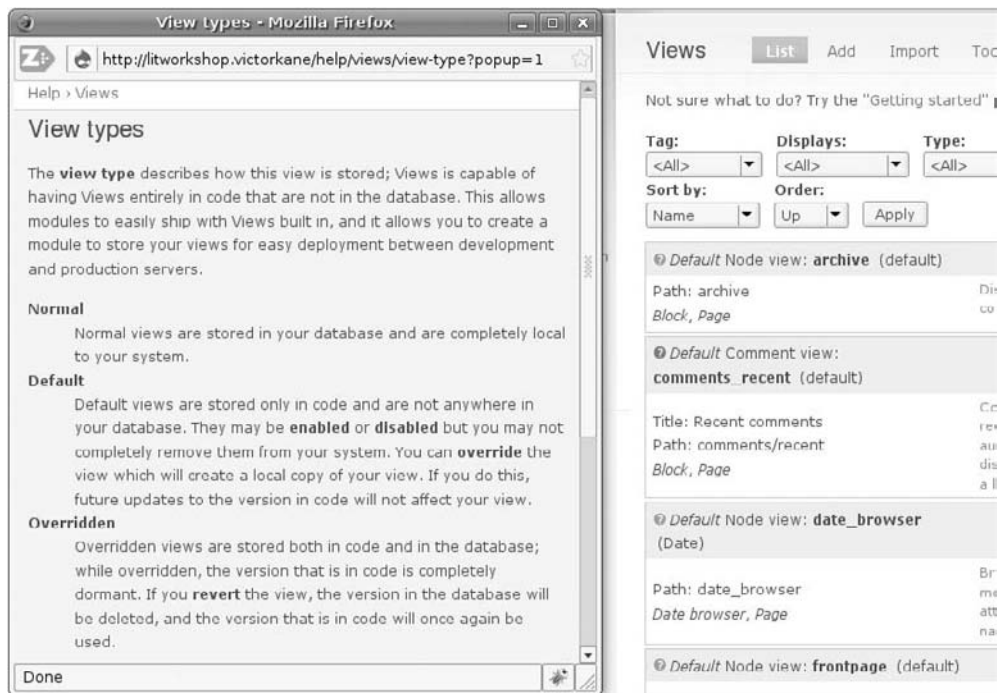 View types - Mozilla Firefox
http://litworkshop.victorkane/help/views/view-type?popup=1
Help › Views
View types
The view type describes how this view is stored; Views is capable of
having Views entirely in code that are not in the database. This allows
modules to easily ship with Views built in, and it allows you to create a
module to store your views for easy deployment between development
and production servers.
Normal
Normal views are stored in your database and are completely local
to your system.
Default
Default views are stored only in code and are not anywhere in
your database. They may be enabled or disabled but you may not
completely remove them from your system. You can override the
view which will create a local copy of your view. If you do this,
future updates to the version in code will not affect your view.
Overridden
Overridden views are stored both in code and in the database;
while overridden, the version that is in code is completely
dormant. If you revert the view, the version in the database will
be deleted, and the version that is in code will once again be
used.
Done
Views List Add Import
Not sure what to do? Try the "Getting started"
Tag: Displays: Type:
<All> <All> <All>
Sort by: Order:
Name Up Apply
Default Node view: archive (default)
Path: archive
Block, Page
Default Comment view:
comments_recent (default)
Title: Recent comments
Path: comments/recent
Block, Page
a
Default Node view: date_browser
(Date)
Path: date_browser
Date browser, Page
Default Node view: frontpage (default)